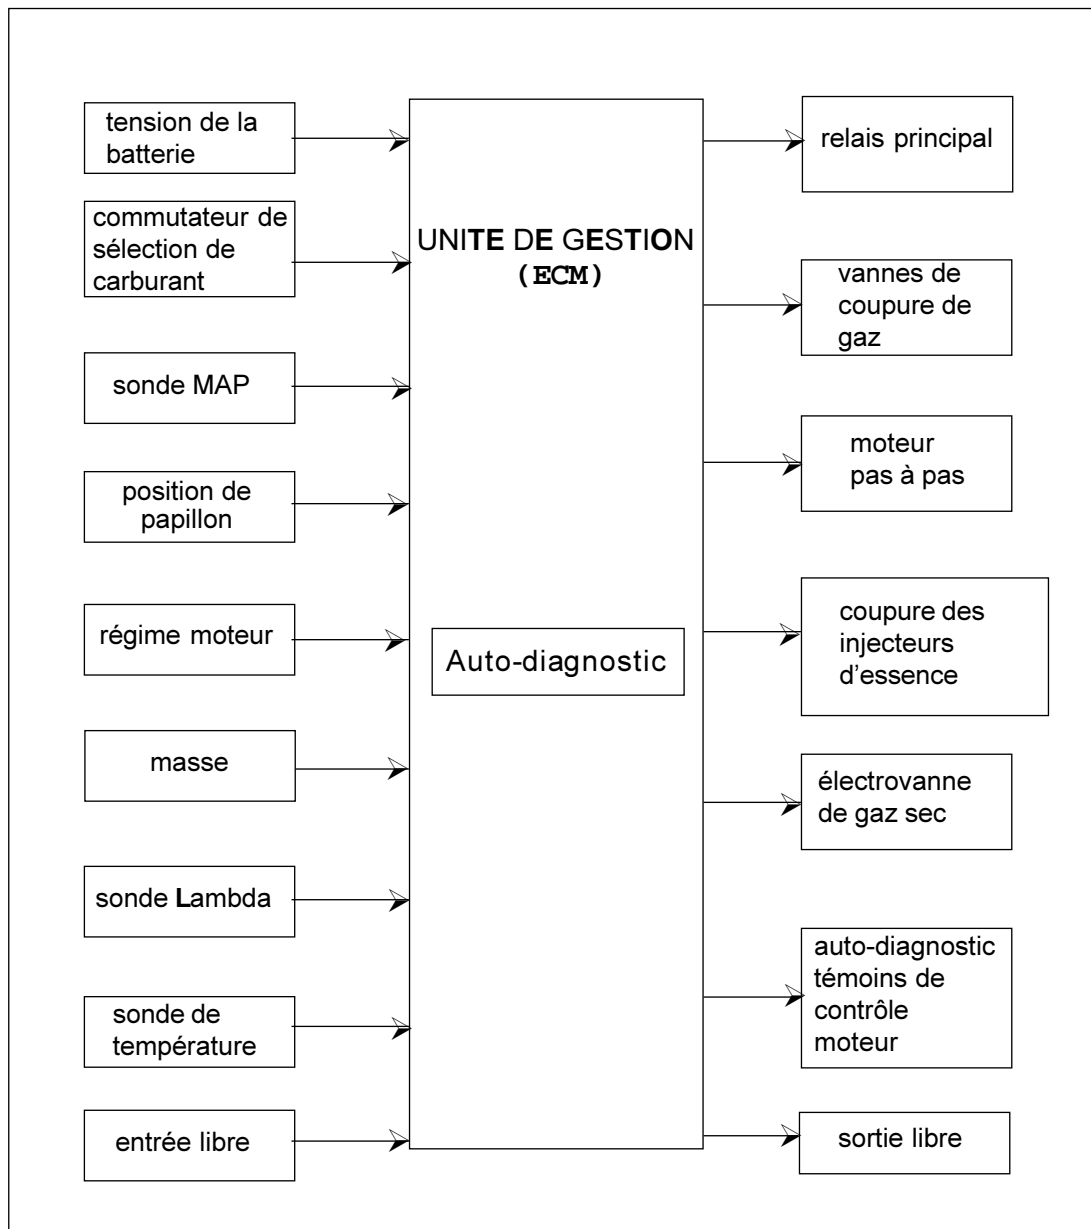 tension de la
batterie
commutateur de
sélection de
carburant
sonde MAP
position de
papillon
régime moteur
masse
sonde Lambda
sonde de
température
entrée libre
UNITE DE GESTION
(ECM)
Auto-diagnostic
relais principal
vannes de
coupure de
gaz
moteur
pas à pas
coupure des
injecteurs
d’essence
électrovanne
de gaz sec
auto-diagnostic
témoins de
contrôle
moteur
sortie libre